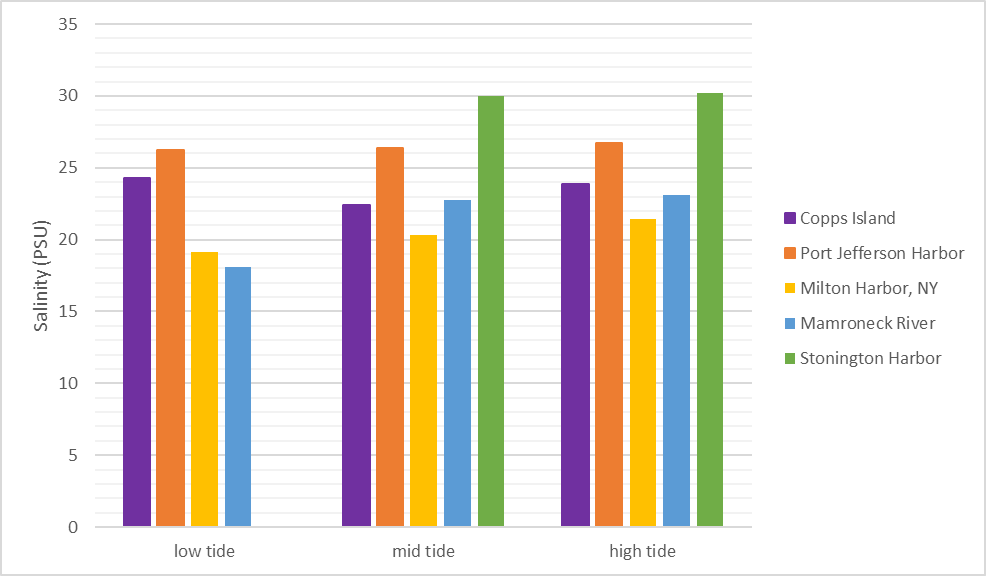 35
30
25
20
15
10
5
0
Salinity (PSU)
low tide
mid tide
high tide
Copps Island
Port Jefferson Harbor
Milton Harbor, NY
Mamroneck River
Stonington Harbor